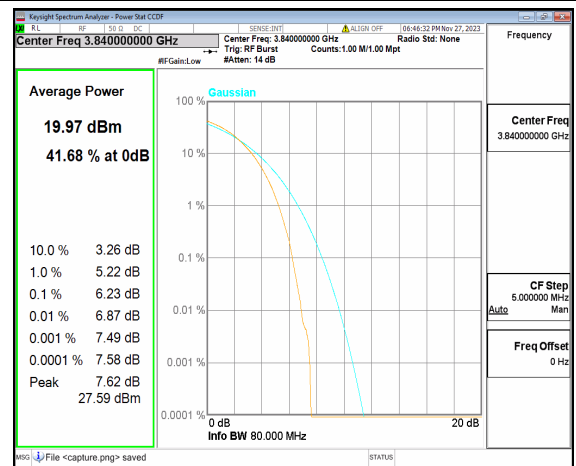 Keysight Spectrum Analyzer - Power Stat CCDF
RL RF 50 Ω DC SENSE:INT ALIGN OFF 06:46:32 PM Nov 27, 2023
Center Freq 3.840000000 GHz
Center Freq: 3.840000000 GHz Radio Std: None
Trig: RF Burst Counts:1.00 M/1.00 Mpt
#IFGain:Low #Atten: 14 dB
Frequency
Average Power
19.97 dBm
41.68 % at 0dB
10.0 % 3.26 dB
1.0 % 5.22 dB
0.1 % 6.23 dB
0.01 % 6.87 dB
0.001 % 7.49 dB
0.0001 % 7.58 dB
Peak 7.62 dB
27.59 dBm
Gaussian
100 %
10 %
1 %
0.1 %
0.01 %
0.001 %
0.0001 %
0 dB 20 dB
Info BW 80.000 MHz
Center Freq
3.840000000 GHz
CF Step
5.000000 MHz
Auto Man
Freq Offset
0 Hz
MSG File <capture.png> saved STATUS